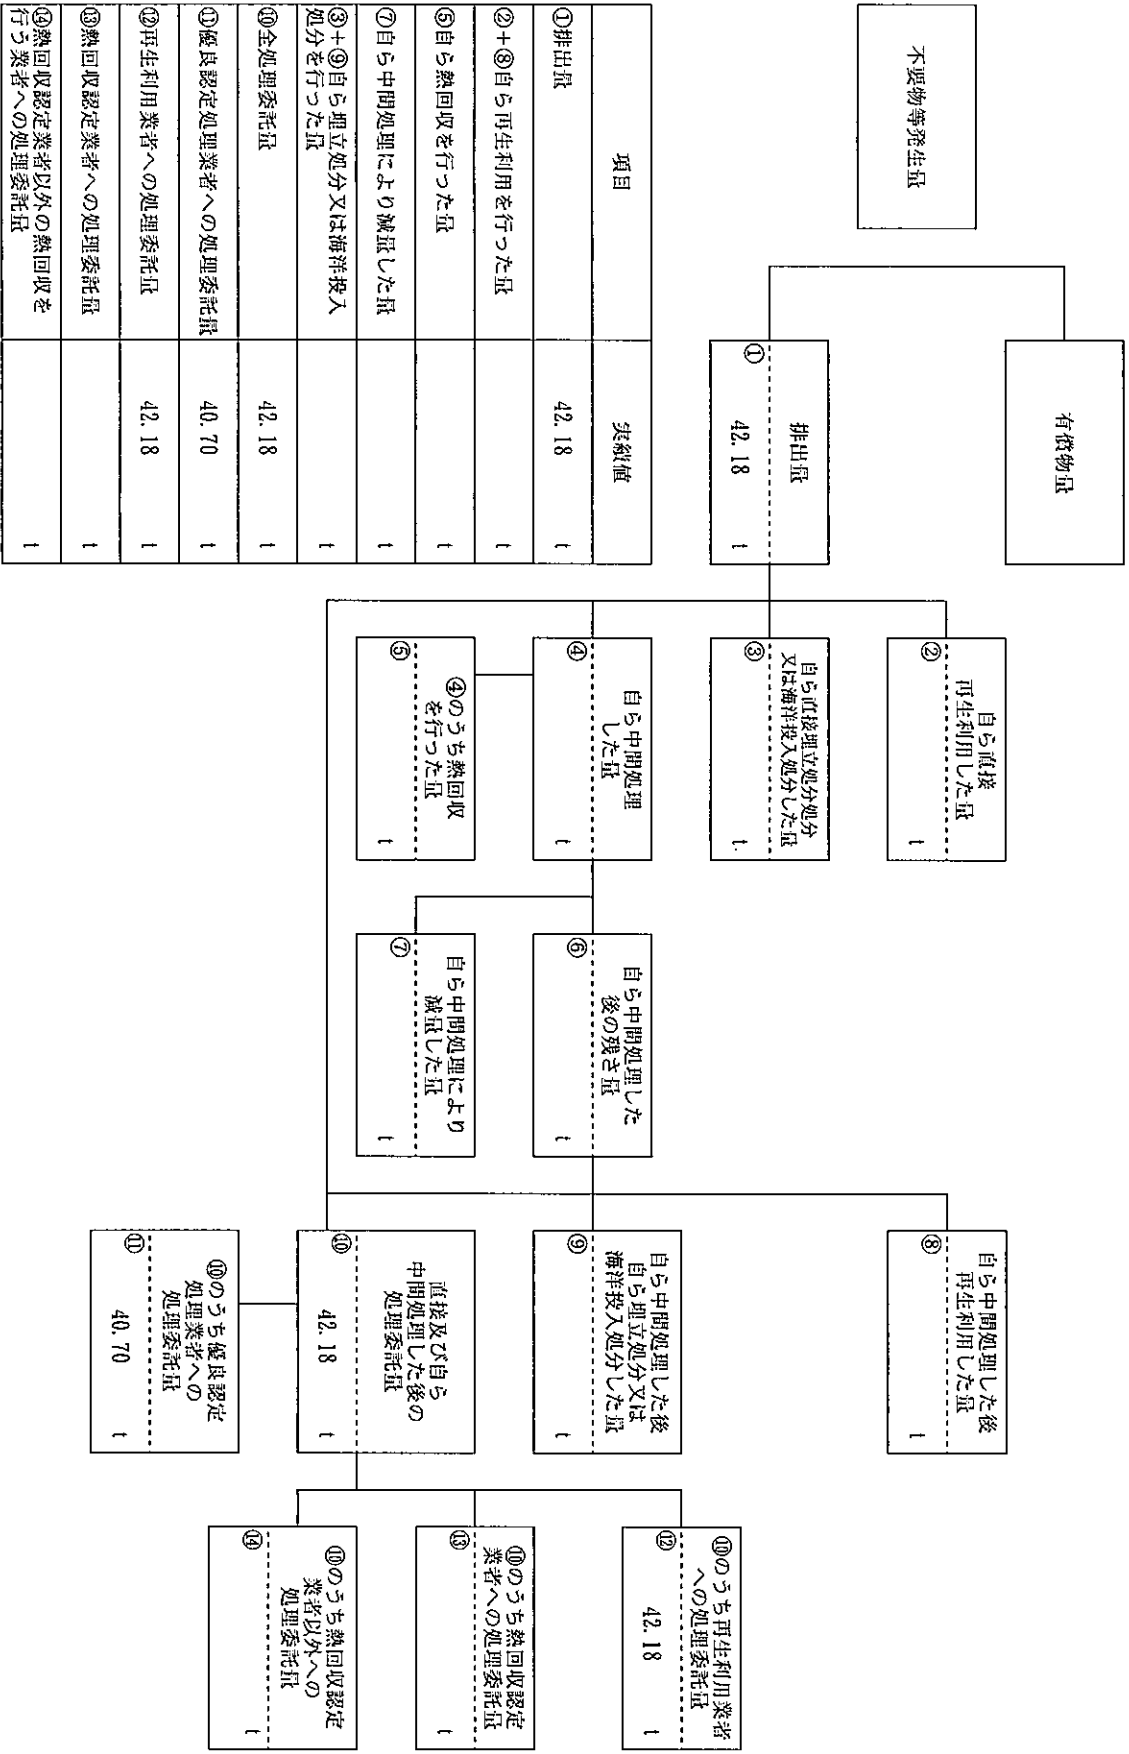 不要物等発生量
有償物量
排出量
① 42.18 t
自ら直接
再生利用した量
② t
自ら直接埋立処分処分
又は海洋投入処分した量
③ t
自ら中間処理
した量
④ t
④のうち熱回収
を行った量
⑤ t
自ら中間処理した
後の残さ量
⑥ t
自ら中間処理により
減量した量
⑦ t
自ら中間処理した後
再生利用した量
⑧ t
自ら中間処理した後
自ら埋立処分又は
海洋投入処分した量
⑨ t
直接及び自ら
中間処理した後の
処理委託量
⑩ 42.18 t
⑩のうち優良認定
処理業者への
処理委託量
⑪ 40.70 t
⑩のうち再生利用業者
への処理委託量
⑫ 42.18 t
⑩のうち熱回収認定
業者への処理委託量
⑬ t
⑩のうち熱回収認定
業者以外への
処理委託量
⑭ t
項目 実績値
①排出量 42.18 t
②+⑧自ら再生利用を行った量 t
⑤自ら熱回収を行った量 t
⑦自ら中間処理により減量した量 t
③+⑨自ら埋立処分又は海洋投入
処分を行った量 t
⑩全処理委託量 42.18 t
⑪優良認定処理業者への処理委託量 40.70 t
⑫再生利用業者への処理委託量 42.18 t
⑬熱回収認定業者への処理委託量 t
⑭熱回収認定業者以外の熱回収を
行う業者への処理委託量 t